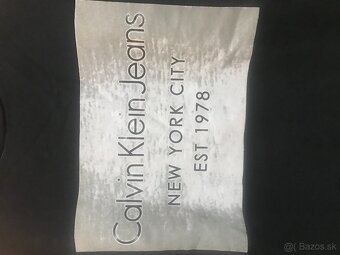 Calvin Klein Jeans
NEW YORK CITY
EST 1978
@( Bazos.sk